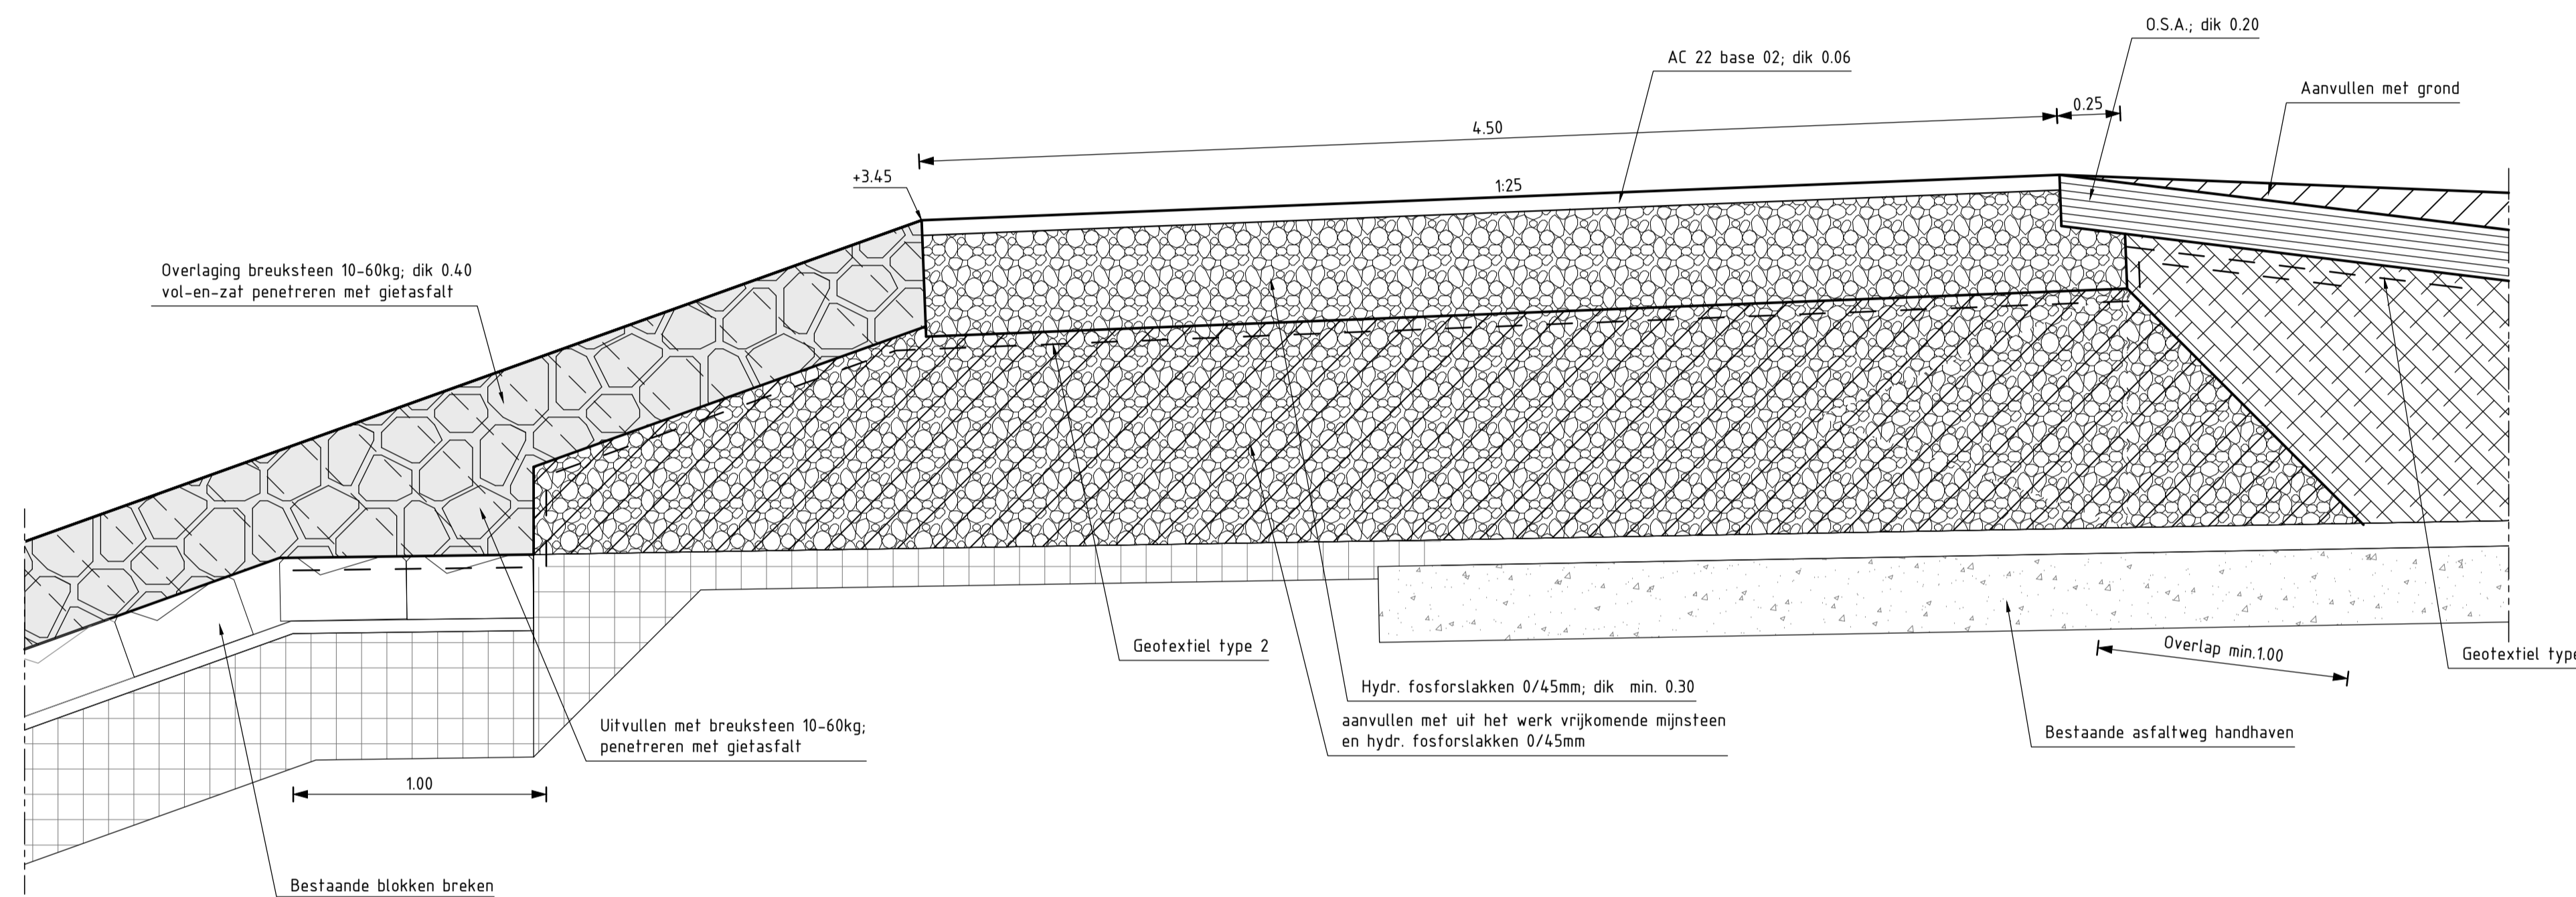 O.S.A.; dik 0.20
AC 22 base 02; dik 0.06
Aanvullen met grond
0.25
4.50
+3.45
1:25
Overlaging breuksteen 10-60kg; dik 0.40
vol-en-zat penetreren met gietasfalt
Geotextiel type 2
Overlap min.1.00
Geotextiel type
Hydr. fosforslakken 0/45mm; dik min. 0.30
aanvullen met uit het werk vrijkomende mijnsteen
en hydr. fosforslakken 0/45mm
Uitvullen met breuksteen 10-60kg;
penetreren met gietasfalt
Bestaande asfaltweg handhaven
1.00
Bestaande blokken breken